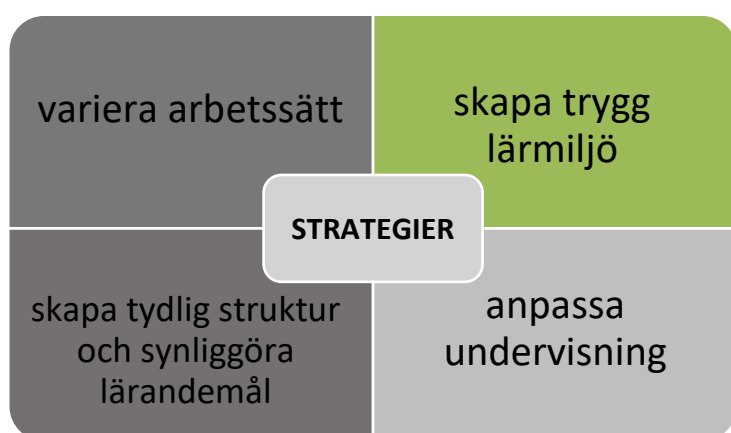 variera arbetssätt
skapa trygg
lärmiljö
STRATEGIER
skapa tydlig struktur
och synliggöra
lärandemål
anpassa
undervisning